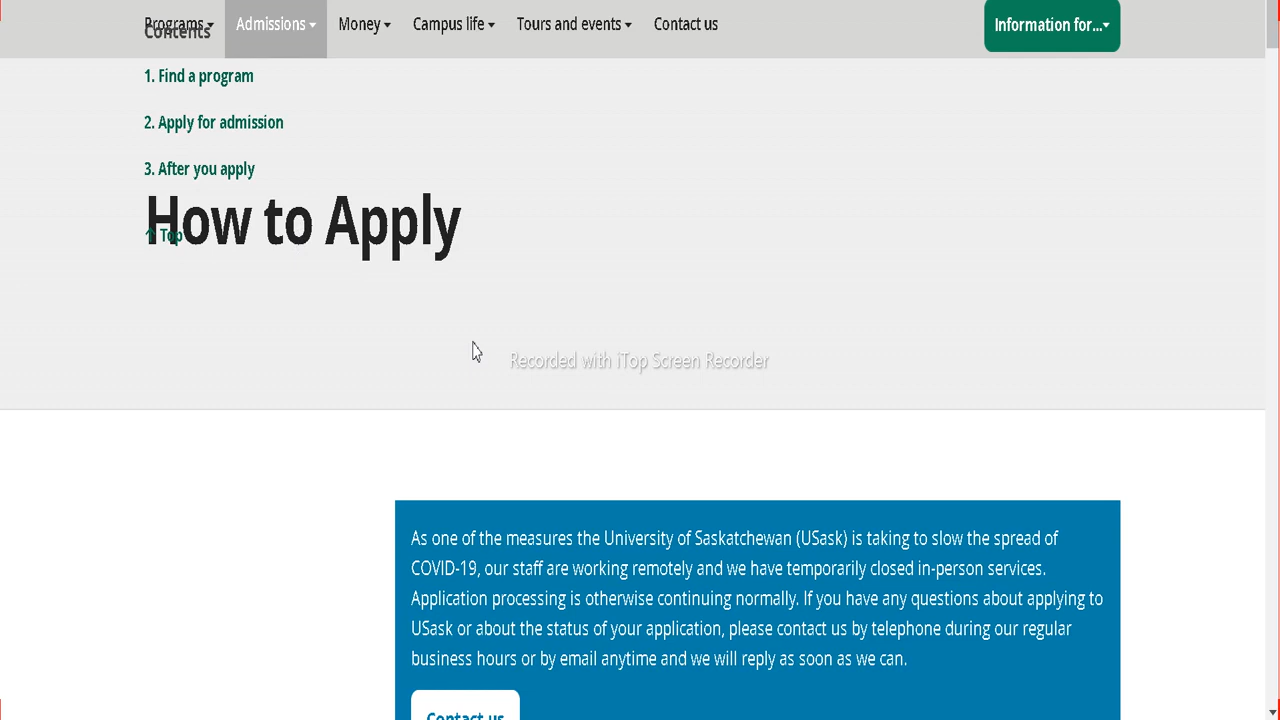 Programs Admissions Money Campus life Tours and events Contact us Information for...
Contents
1. Find a program
2. Apply for admission
3. After you apply
How to Apply
↑ Top
Recorded with iTop Screen Recorder
As one of the measures the University of Saskatchewan (USask) is taking to slow the spread of
COVID-19, our staff are working remotely and we have temporarily closed in-person services.
Application processing is otherwise continuing normally. If you have any questions about applying to
USask or about the status of your application, please contact us by telephone during our regular
business hours or by email anytime and we will reply as soon as we can.
Contact us